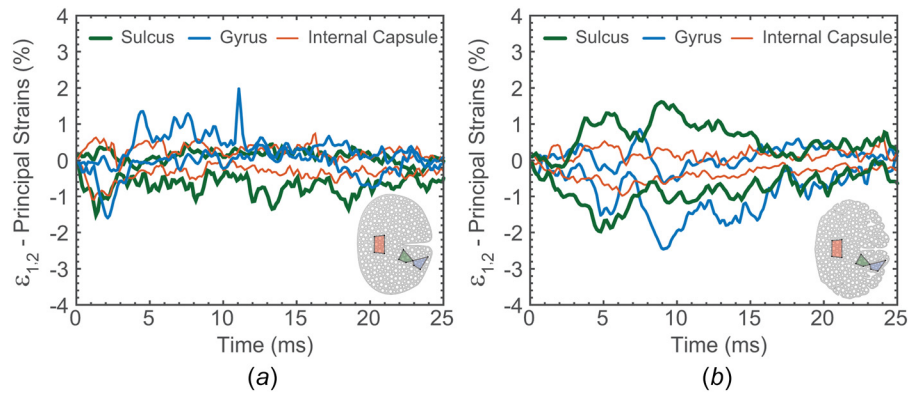 4
3
2
1
0
-1
-2
-3
-4
ε1,2 - Principal Strains (%)
Sulcus Gyrus Internal Capsule
0 5 10 15 20 25
Time (ms)
(a)
4
3
2
1
0
-1
-2
-3
-4
ε1,2 - Principal Strains (%)
Sulcus Gyrus Internal Capsule
0 5 10 15 20 25
Time (ms)
(b)